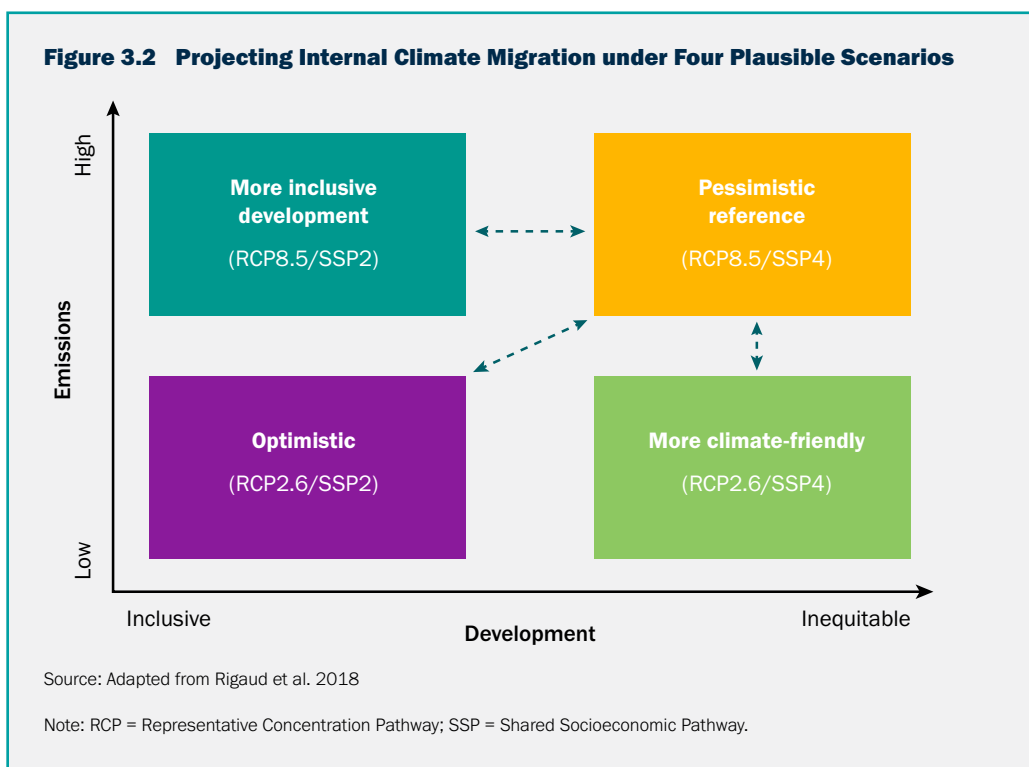 Figure 3.2 Projecting Internal Climate Migration under Four Plausible Scenarios
High
More inclusive
development
(RCP8.5/SSP2)
Pessimistic
reference
(RCP8.5/SSP4)
Emissions
Optimistic
(RCP2.6/SSP2)
More climate-friendly
(RCP2.6/SSP4)
Low
Inclusive
Inequitable
Development
Source: Adapted from Rigaud et al. 2018
Note: RCP = Representative Concentration Pathway; SSP = Shared Socioeconomic Pathway.